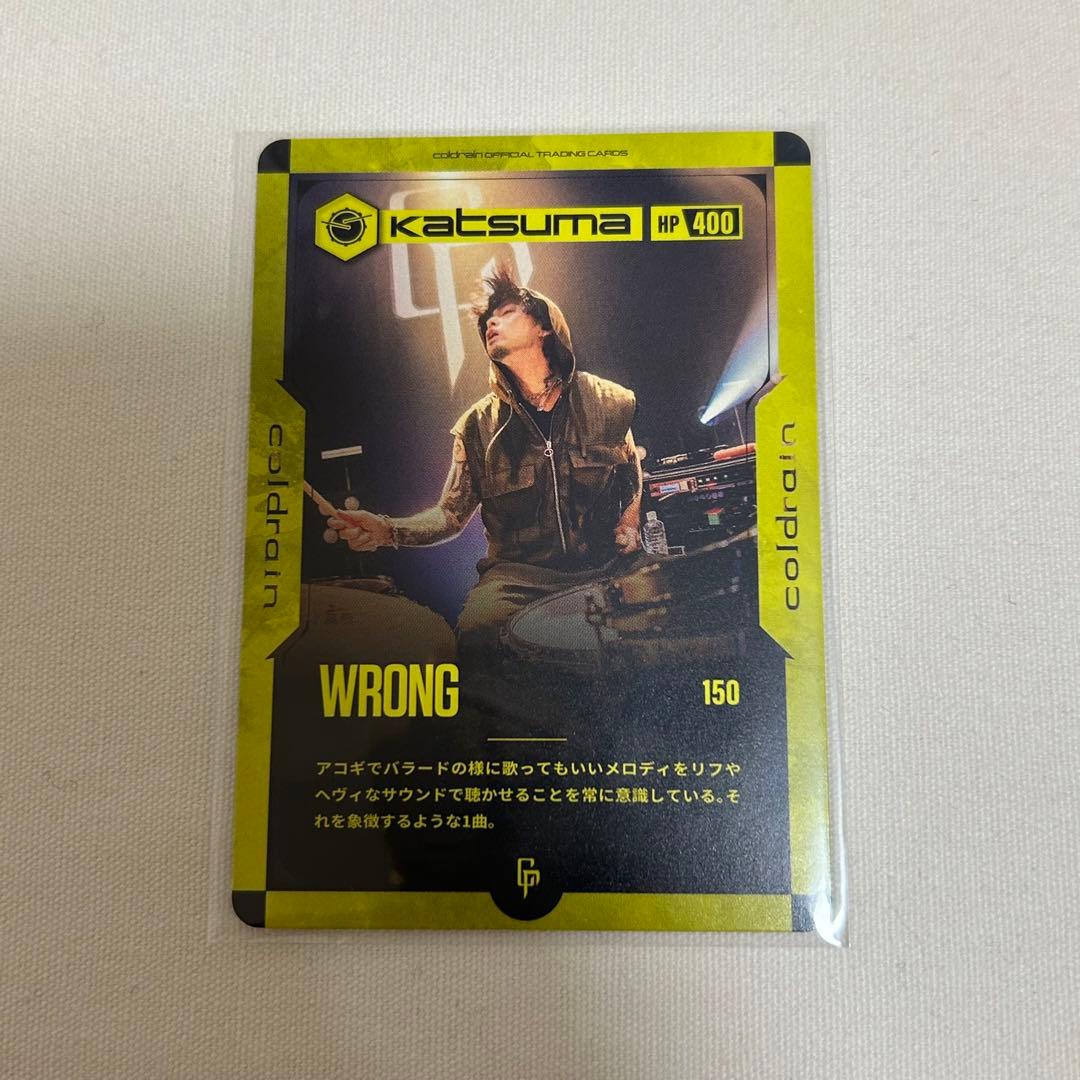 coldrain OFFICIAL TRADING CARDS
Katsuma HP 400
coldrain
coldrain
WRONG 150
アコギでバラードの様に歌ってもいいメロディをリフや
ヘヴィなサウンドで聴かせることを常に意識している。そ
れを象徴するような1曲。